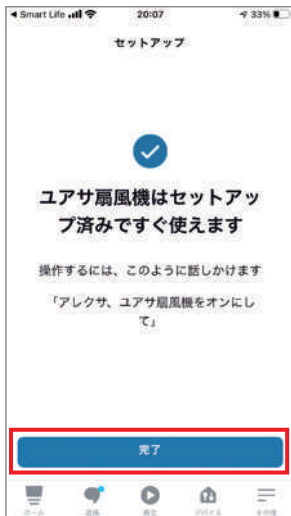 Smart Life
20:07
33%
セットアップ
ユアサ扇風機はセットアッ
プ済みですぐ使えます
操作するには、このように話しかけます
「アレクサ、ユアサ扇風機をオンにし
て」
完了
ホーム 連絡 再生 デバイス その他